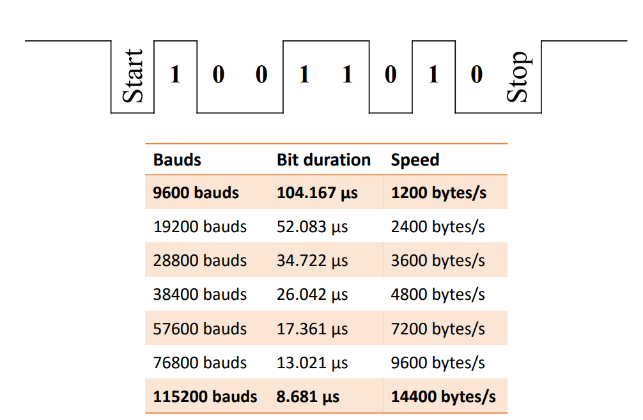 Start 1 0 0 1 1 0 1 0 Stop
Bauds Bit duration Speed
9600 bauds 104.167 µs 1200 bytes/s
19200 bauds 52.083 µs 2400 bytes/s
28800 bauds 34.722 µs 3600 bytes/s
38400 bauds 26.042 µs 4800 bytes/s
57600 bauds 17.361 µs 7200 bytes/s
76800 bauds 13.021 µs 9600 bytes/s
115200 bauds 8.681 µs 14400 bytes/s